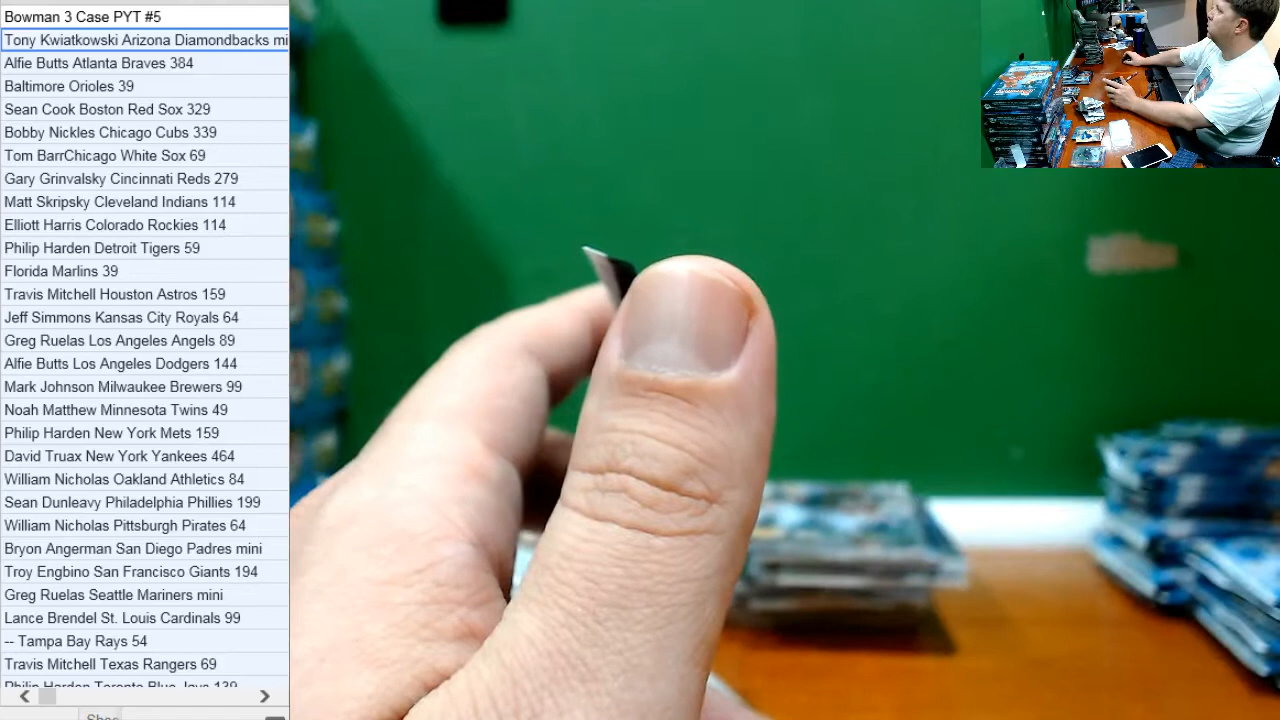 Bowman 3 Case PYT #5
Tony Kwiatkowski Arizona Diamondbacks mi
Alfie Butts Atlanta Braves 384
Baltimore Orioles 39
Sean Cook Boston Red Sox 329
Bobby Nickles Chicago Cubs 339
Tom BarrChicago White Sox 69
Gary Grinvalsky Cincinnati Reds 279
Matt Skripsky Cleveland Indians 114
Elliott Harris Colorado Rockies 114
Philip Harden Detroit Tigers 59
Florida Marlins 39
Travis Mitchell Houston Astros 159
Jeff Simmons Kansas City Royals 64
Greg Ruelas Los Angeles Angels 89
Alfie Butts Los Angeles Dodgers 144
Mark Johnson Milwaukee Brewers 99
Noah Matthew Minnesota Twins 49
Philip Harden New York Mets 159
David Truax New York Yankees 464
William Nicholas Oakland Athletics 84
Sean Dunleavy Philadelphia Phillies 199
William Nicholas Pittsburgh Pirates 64
Bryon Angerman San Diego Padres mini
Troy Engbino San Francisco Giants 194
Greg Ruelas Seattle Mariners mini
Lance Brendel St. Louis Cardinals 99
-- Tampa Bay Rays 54
Travis Mitchell Texas Rangers 69
Philip Harden Toronto Blue Jays 139